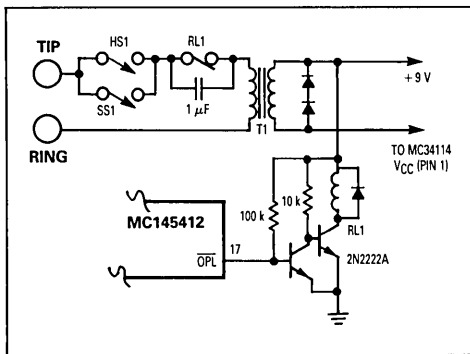 TIP
HS1
RL1
SS1
1 μF
T1
RING
+ 9 V
TO MC34114
VCC (PIN 1)
MC145412
17
OPL
100 k
10 k
RL1
2N2222A